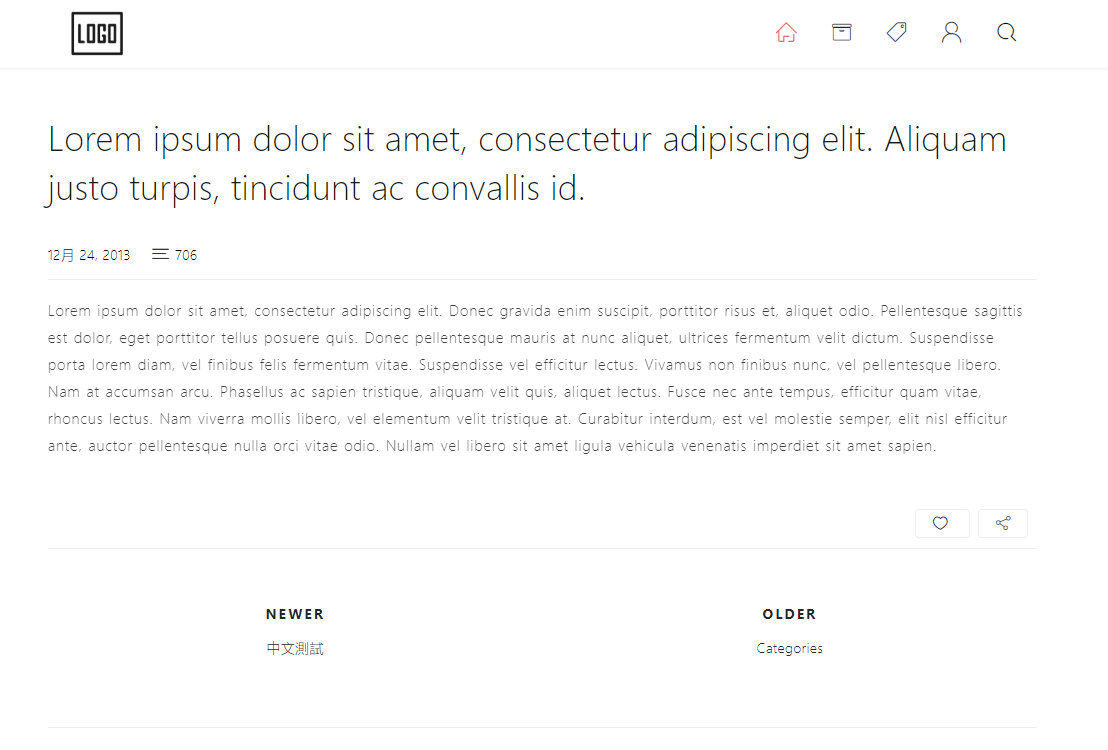 LOGO
Lorem ipsum dolor sit amet, consectetur adipiscing elit. Aliquam
justo turpis, tincidunt ac convallis id.
12月 24, 2013 706
Lorem ipsum dolor sit amet, consectetur adipiscing elit. Donec gravida enim suscipit, porttitor risus et, aliquet odio. Pellentesque sagittis
est dolor, eget porttitor tellus posuere quis. Donec pellentesque mauris at nunc aliquet, ultrices fermentum velit dictum. Suspendisse
porta lorem diam, vel finibus felis fermentum vitae. Suspendisse vel efficitur lectus. Vivamus non finibus nunc, vel pellentesque libero.
Nam at accumsan arcu. Phasellus ac sapien tristique, aliquam velit quis, aliquet lectus. Fusce nec ante tempus, efficitur quam vitae,
rhoncus lectus. Nam viverra mollis libero, vel elementum velit tristique at. Curabitur interdum, est vel molestie semper, elit nisl efficitur
ante, auctor pellentesque nulla orci vitae odio. Nullam vel libero sit amet ligula vehicula venenatis imperdiet sit amet sapien.
NEWER
中文測試
OLDER
Categories